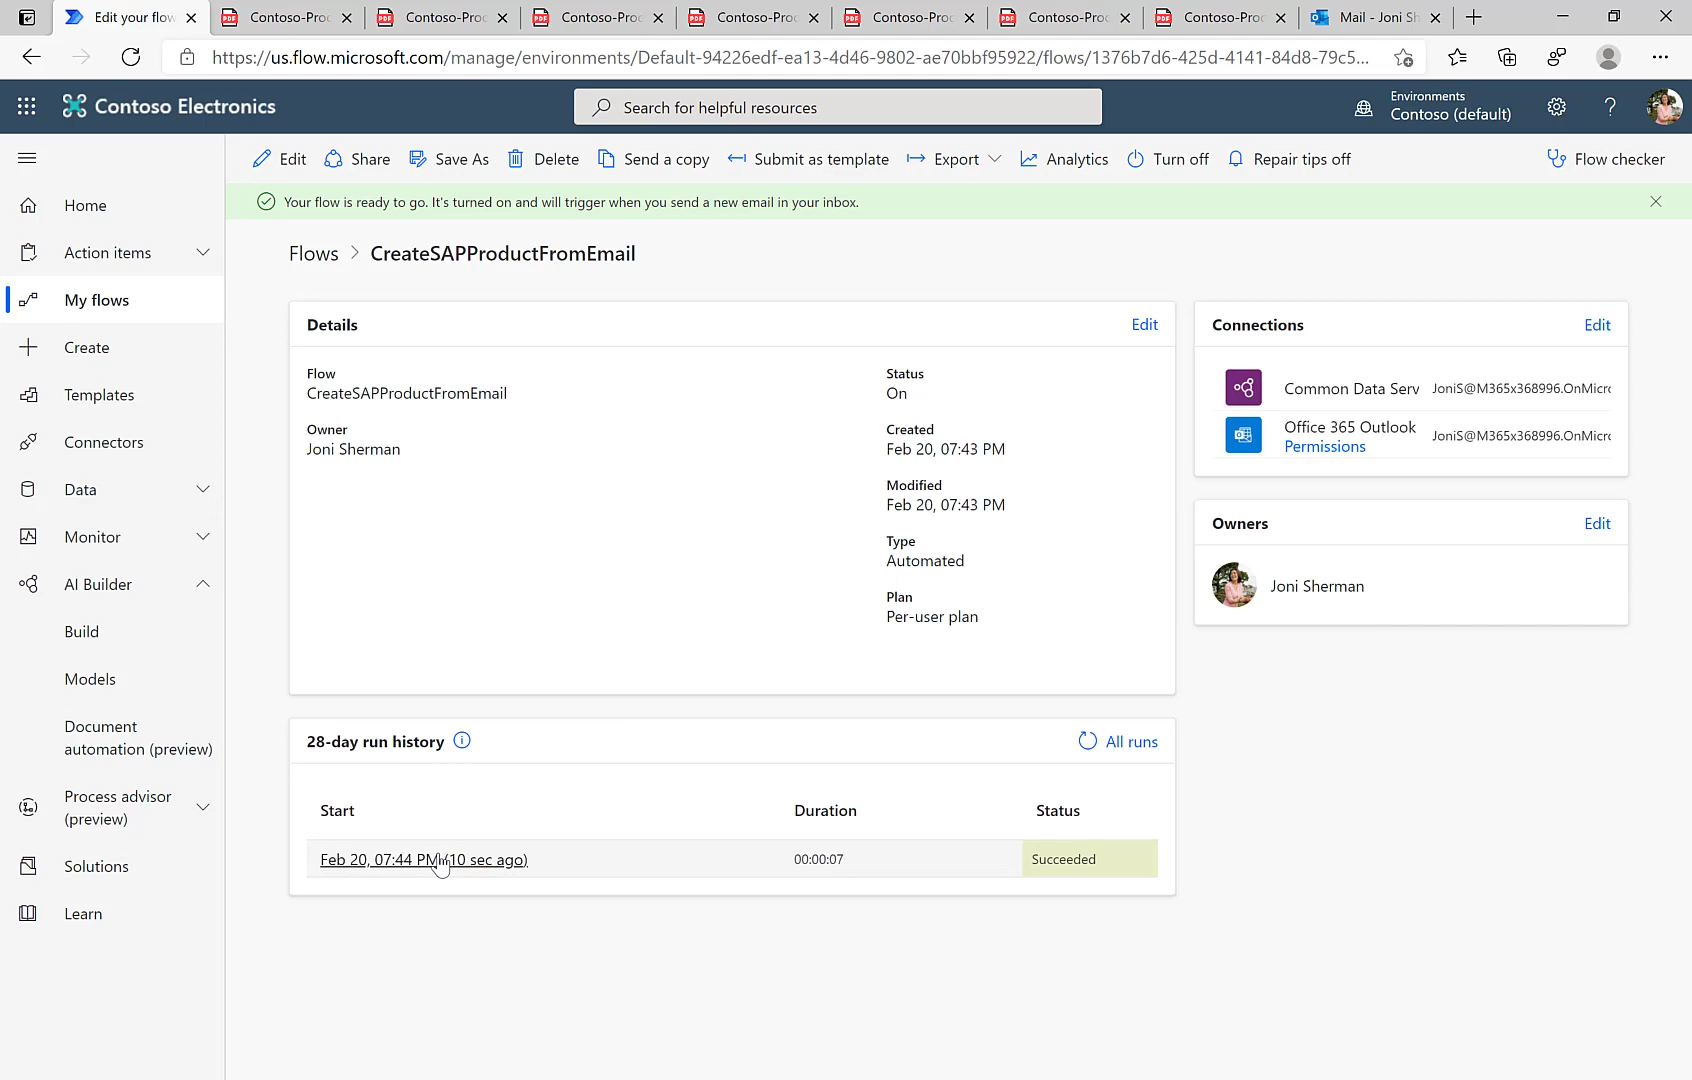 Edit your flow
Contoso-Proc
Contoso-Proc
Contoso-Proc
Contoso-Proc
Contoso-Proc
Contoso-Proc
Contoso-Proc
Mail - Joni Sh
https://us.flow.microsoft.com/manage/environments/Default-94226edf-ea13-4d46-9802-ae70bbf95922/flows/1376b7d6-425d-4141-84d8-79c5...
Contoso Electronics
Search for helpful resources
Environments
Contoso (default)
Edit
Share
Save As
Delete
Send a copy
Submit as template
Export
Analytics
Turn off
Repair tips off
Flow checker
Your flow is ready to go. It's turned on and will trigger when you send a new email in your inbox.
Home
Action items
My flows
Create
Templates
Connectors
Data
Monitor
AI Builder
Build
Models
Document
automation (preview)
Process advisor
(preview)
Solutions
Learn
Flows > CreateSAPProductFromEmail
Details
Edit
Flow
CreateSAPProductFromEmail
Owner
Joni Sherman
Status
On
Created
Feb 20, 07:43 PM
Modified
Feb 20, 07:43 PM
Type
Automated
Plan
Per-user plan
Connections
Edit
Common Data Serv
JoniS@M365x368996.OnMicro
Office 365 Outlook
Permissions
JoniS@M365x368996.OnMicro
Owners
Edit
Joni Sherman
28-day run history
All runs
Start
Duration
Status
Feb 20, 07:44 PM (10 sec ago)
00:00:07
Succeeded